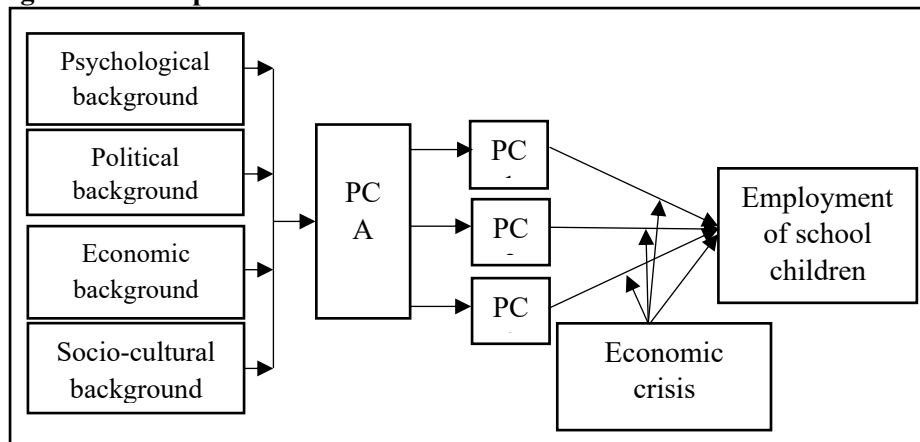 Psychological
background
Political
background
Economic
background
Socio-cultural
background
PC
A
PC
PC
PC
Employment
of school
children
Economic
crisis